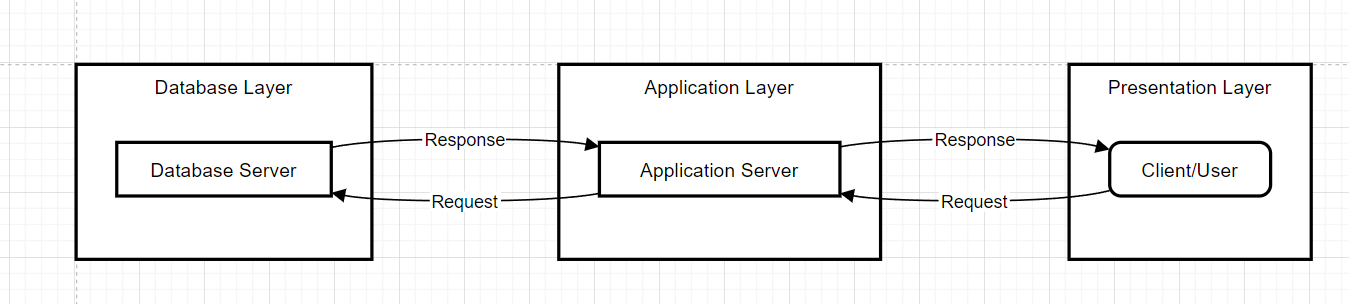 Database Layer
Application Layer
Presentation Layer
Response
Response
Database Server
Application Server
Client/User
Request
Request